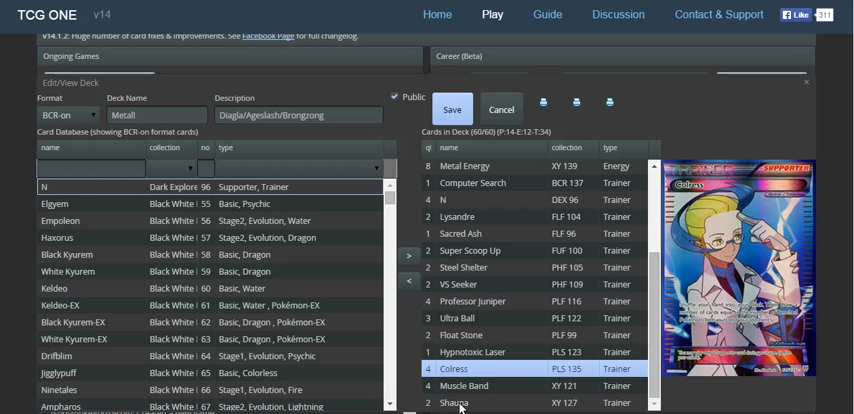 TCG ONE v14 Home Play Guide Discussion Contact & Support Like 311
v14.1.2: Huge number of card fixes & improvements. See Facebook Page for full changelog.
Ongoing Games Career (Beta)
Edit/View Deck ×
Format Deck Name Description Public Save Cancel
BCR-on Metall Diagla/Ageslash/Brongzong
Card Database (showing BCR-on format cards) Cards in Deck (60/60) (P:14-E:12-T:34)
name collection no type
N Dark Explore 96 Supporter, Trainer
Elgyem Black White 55 Basic, Psychic
Empoleon Black White 56 Stage2, Evolution, Water
Haxorus Black White 57 Stage2, Evolution, Dragon
Black Kyurem Black White 58 Basic, Dragon
White Kyurem Black White 59 Basic, Dragon
Keldeo Black White 60 Basic, Water
Keldeo-EX Black White 61 Basic, Water , Pokémon-EX
Black Kyurem-EX Black White 62 Basic, Dragon , Pokémon-EX
White Kyurem-EX Black White 63 Basic, Dragon , Pokémon-EX
Drifblim Black White 64 Stage1, Evolution, Psychic
Jigglypuff Black White 65 Basic, Colorless
Ninetales Black White 66 Stage1, Evolution, Fire
Ampharos Black White 67 Stage2, Evolution, Lightning
>
<
name collection type
8 Metal Energy XY 139 Energy
1 Computer Search BCR 137 Trainer
4 N DEX 96 Trainer
2 Lysandre FLF 104 Trainer
1 Sacred Ash FLF 96 Trainer
2 Super Scoop Up FUF 100 Trainer
2 Steel Shelter PHF 105 Trainer
2 VS Seeker PHF 109 Trainer
4 Professor Juniper PLF 116 Trainer
3 Ultra Ball PLF 122 Trainer
2 Float Stone PLF 99 Trainer
1 Hypnotoxic Laser PLS 123 Trainer
4 Colress PLS 135 Trainer
4 Muscle Band XY 121 Trainer
2 Shauna XY 127 Trainer
TRAINER SUPPORTER
Colress